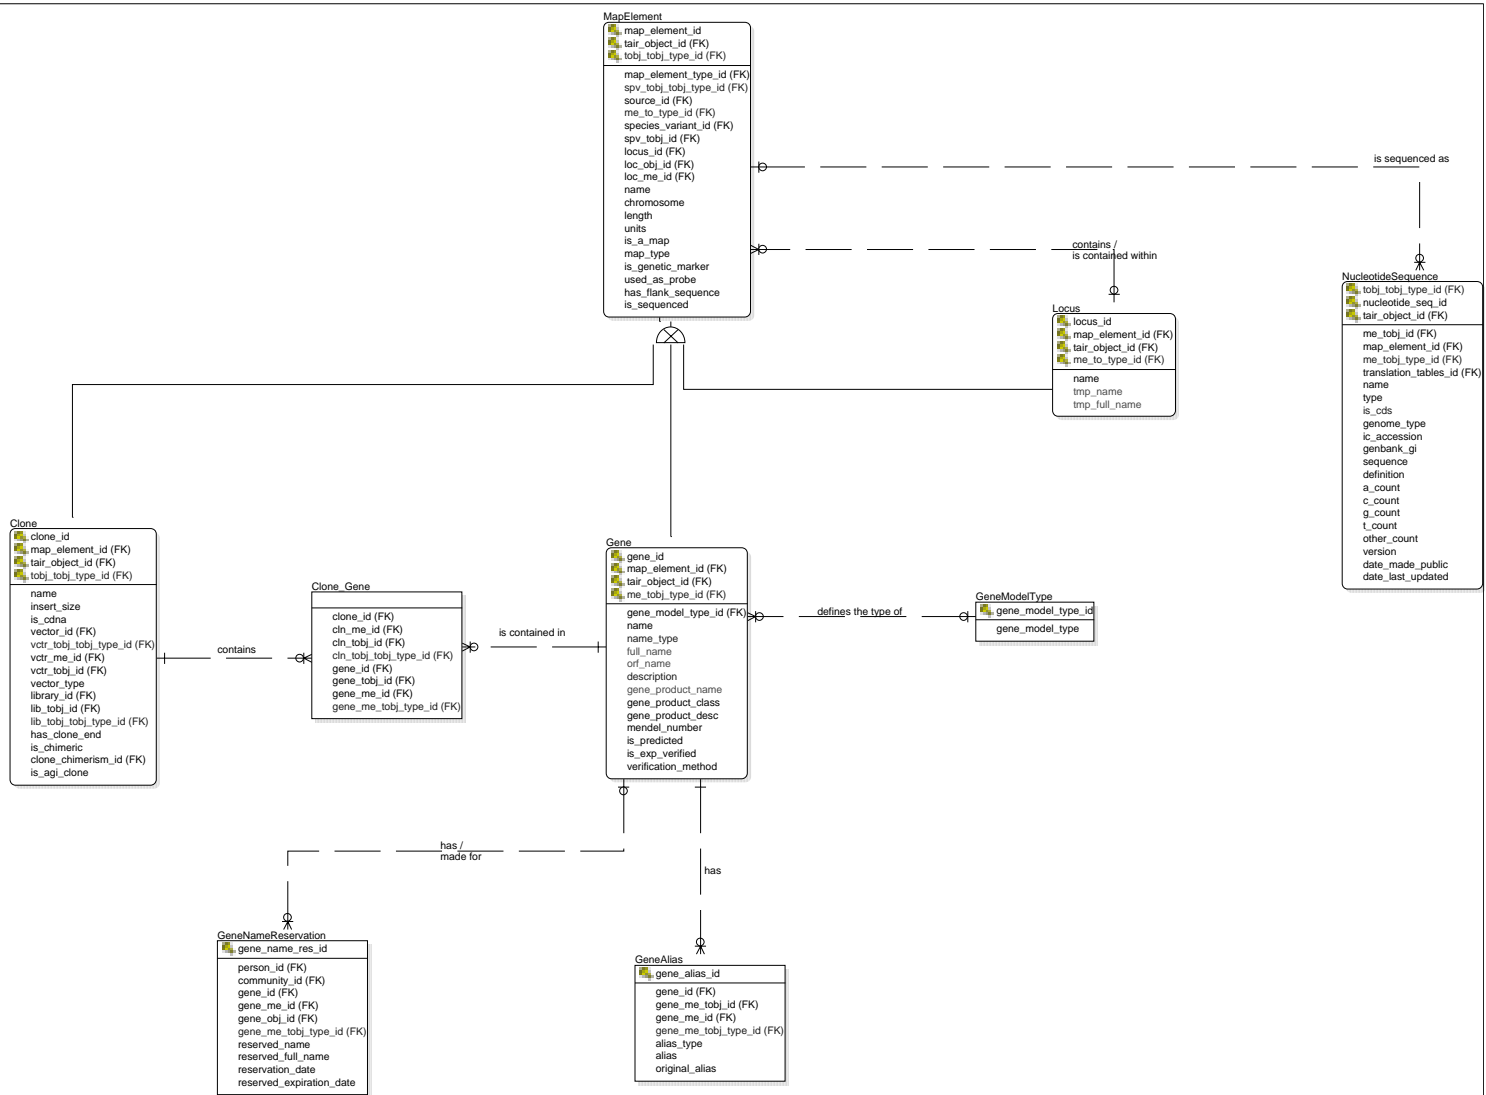 MapElement
map_element_id
tair_object_id (FK)
tobj_tobj_type_id (FK)
map_element_type_id (FK)
spv_tobj_tobj_type_id (FK)
source_id (FK)
me_to_type_id (FK)
species_variant_id (FK)
spv_tobj_id (FK)
locus_id (FK)
loc_obj_id (FK)
loc_me_id (FK)
name
chromosome
length
units
is_a_map
map_type
is_genetic_marker
used_as_probe
has_flank_sequence
is_sequenced
is sequenced as
contains /
is contained within
NucleotideSequence
tobj_tobj_type_id (FK)
nucleotide_seq_id
tair_object_id (FK)
me_tobj_id (FK)
map_element_id (FK)
me_tobj_type_id (FK)
translation_tables_id (FK)
name
type
is_cds
genome_type
ic_accession
genbank_gi
sequence
definition
a_count
c_count
g_count
t_count
other_count
version
date_made_public
date_last_updated
Locus
locus_id
map_element_id (FK)
tair_object_id (FK)
me_to_type_id (FK)
name
tmp_name
tmp_full_name
Clone
clone_id
map_element_id (FK)
tair_object_id (FK)
tobj_tobj_type_id (FK)
name
insert_size
is_cdna
vector_id (FK)
vctr_tobj_tobj_type_id (FK)
vctr_me_id (FK)
vctr_tobj_id (FK)
vector_type
library_id (FK)
lib_tobj_id (FK)
lib_tobj_tobj_type_id (FK)
has_clone_end
is_chimeric
clone_chimerism_id (FK)
is_agi_clone
contains
Clone_Gene
clone_id (FK)
cln_me_id (FK)
cln_tobj_id (FK)
cln_tobj_tobj_type_id (FK)
gene_id (FK)
gene_tobj_id (FK)
gene_me_id (FK)
gene_me_tobj_type_id (FK)
is contained in
Gene
gene_id
map_element_id (FK)
tair_object_id (FK)
me_tobj_type_id (FK)
gene_model_type_id (FK)
name
name_type
full_name
orf_name
description
gene_product_name
gene_product_class
gene_product_desc
mendel_number
is_predicted
is_exp_verified
verification_method
defines the type of
GeneModelType
gene_model_type_id
gene_model_type
has /
made for
has
GeneNameReservation
gene_name_res_id
person_id (FK)
community_id (FK)
gene_id (FK)
gene_me_id (FK)
gene_obj_id (FK)
gene_me_tobj_type_id (FK)
reserved_name
reserved_full_name
reservation_date
reserved_expiration_date
GeneAlias
gene_alias_id
gene_id (FK)
gene_me_tobj_id (FK)
gene_me_id (FK)
gene_me_tobj_type_id (FK)
alias_type
alias
original_alias